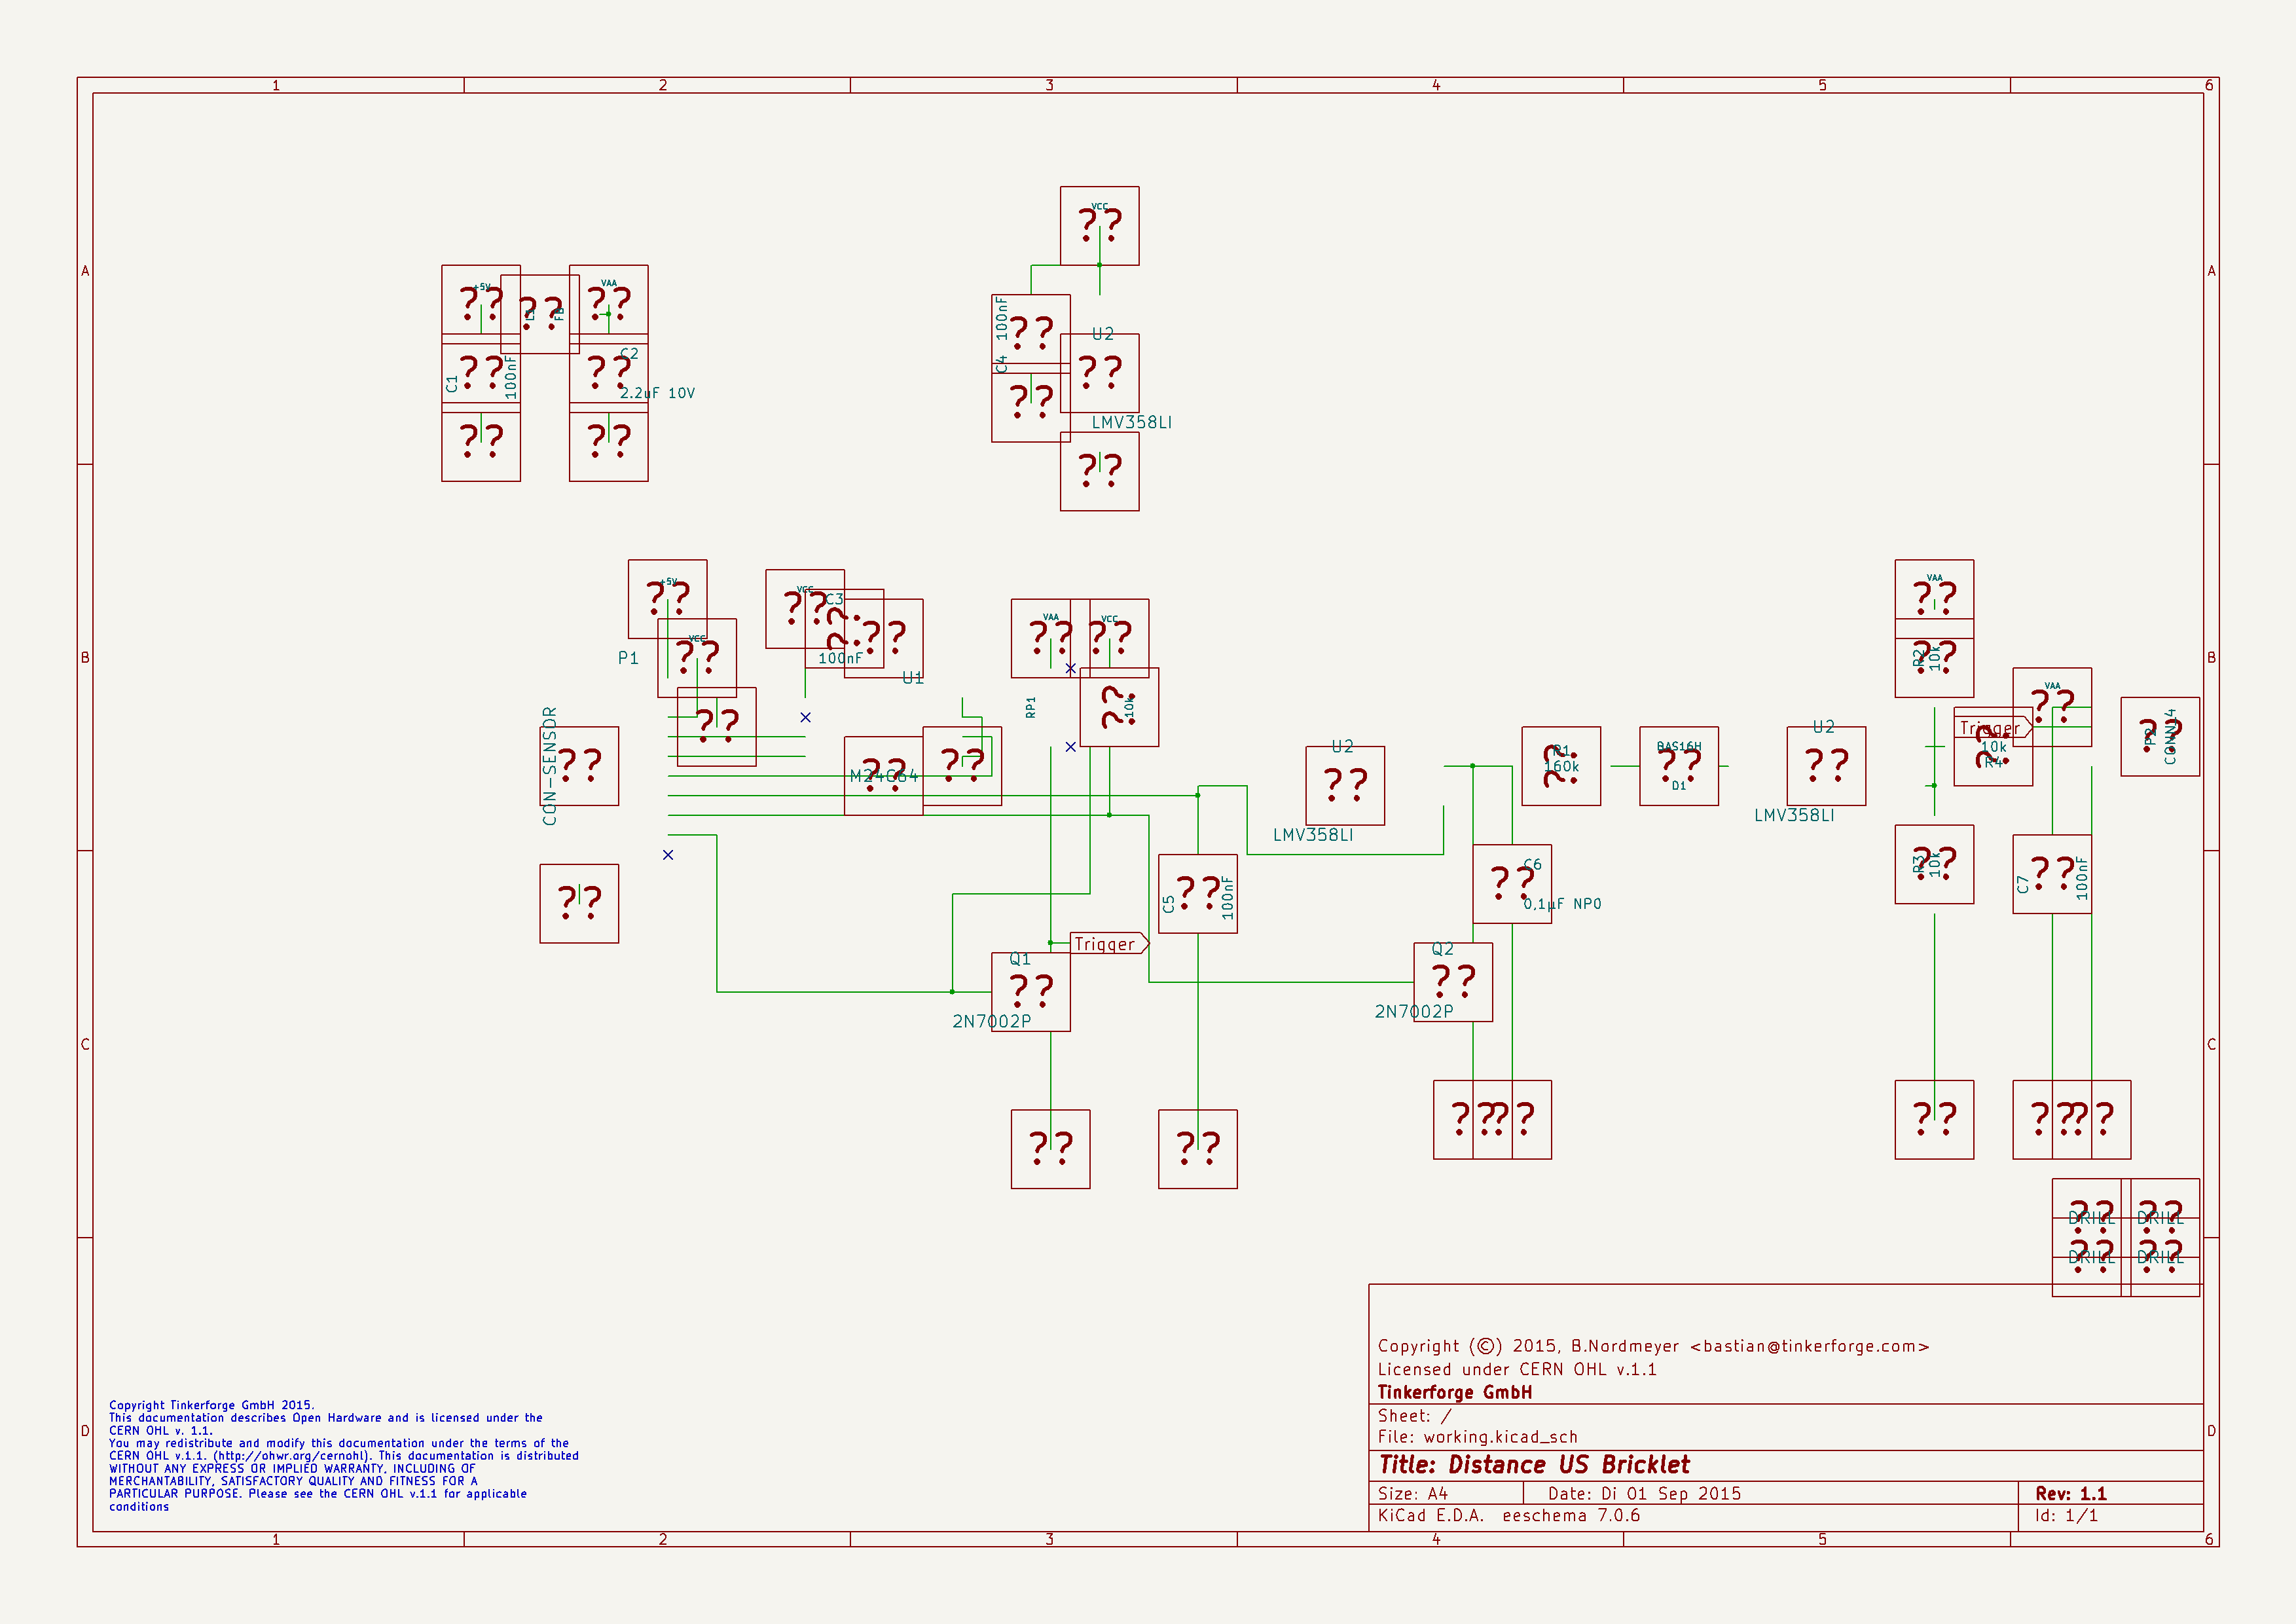 1 2 3 4 5 6
A A
B B
C C
D D
1 2 3 4 5 6
VCC
??
+5V
??
L1
??
FB
VAA
??
C1
??
100nF
C2
??
2.2uF 10V
??
??
C4
??
100nF
U2
??
LMV358LI
??
??
+5V
??
VCC
??
??
P1
??
CON-SENSOR
??
VCC
??
C3
??
100nF
??
U1
??
M24C64
??
VAA
??
VCC
??
RP1
??
10k
Q1
??
2N7002P
Trigger
??
C5
??
100nF
??
U2
??
LMV358LI
R1
??
160k
BAS16H
??
D1
U2
??
LMV358LI
C6
??
0,1µF NP0
Q2
??
2N7002P
??
??
VAA
??
R2
??
10k
R3
??
10k
??
Trigger
??
10k
R4
VAA
??
P2
??
CONN_4
C7
??
100nF
??
??
DRILL
??
DRILL
??
DRILL
??
DRILL
??
Copyright Tinkerforge GmbH 2015.
This documentation describes Open Hardware and is licensed under the
CERN OHL v. 1.1.
You may redistribute and modify this documentation under the terms of the
CERN OHL v.1.1. (http://ohwr.org/cernohl). This documentation is distributed
WITHOUT ANY EXPRESS OR IMPLIED WARRANTY, INCLUDING OF
MERCHANTABILITY, SATISFACTORY QUALITY AND FITNESS FOR A
PARTICULAR PURPOSE. Please see the CERN OHL v.1.1 for applicable
conditions
Copyright (©) 2015, B.Nordmeyer <bastian@tinkerforge.com>
Licensed under CERN OHL v.1.1
Tinkerforge GmbH
Sheet: /
File: working.kicad_sch
Title: Distance US Bricklet
Size: A4 Date: Di 01 Sep 2015 Rev: 1.1
KiCad E.D.A. eeschema 7.0.6 Id: 1/1